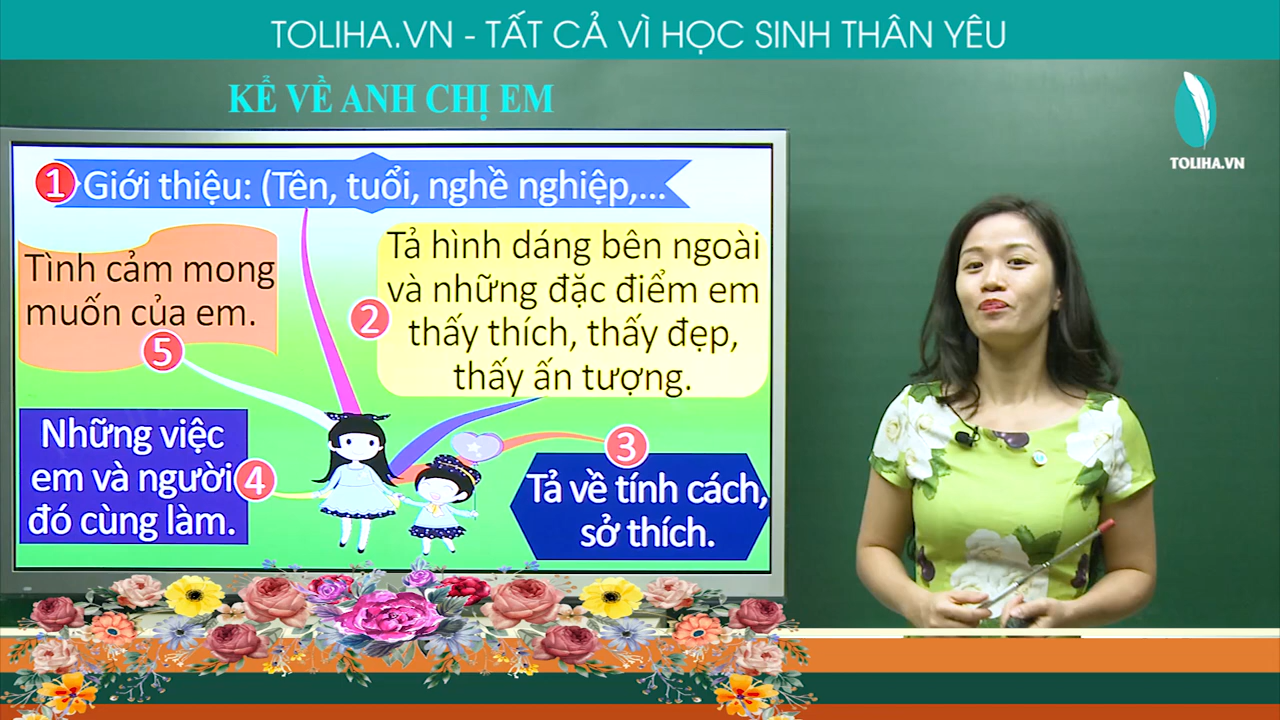 TOLIHA.VN - TẤT CẢ VÌ HỌC SINH THÂN YÊU
KỂ VỀ ANH CHỊ EM
TOLIHA.VN
1 Giới thiệu: (Tên, tuổi, nghề nghiệp,...
2
Tả hình dáng bên ngoài
và những đặc điểm em
thấy thích, thấy đẹp,
thấy ấn tượng.
3
Tả về tính cách,
sở thích.
4
Những việc
em và người
đó cùng làm.
5
Tình cảm mong
muốn của em.